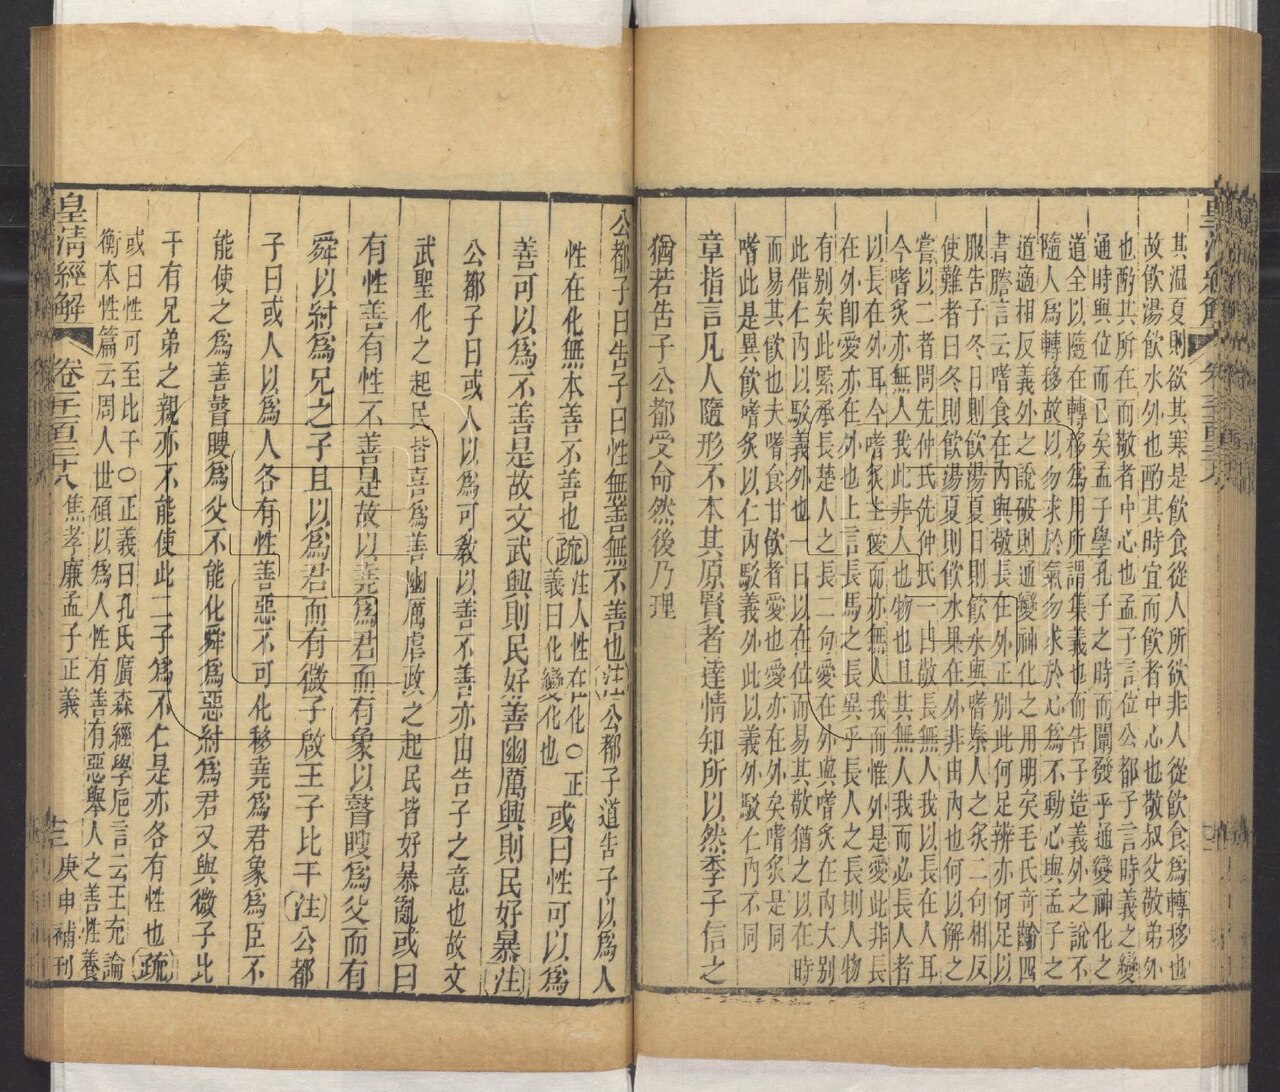 其温夏則欲其寒是飲食從人所欲非人從飲食爲轉移也
故飲湯飲水外也酌其時宜而飲者中心也敬叔父敬弟外
也酌其所在而敬者中心也孟子言位公都子言時義之變
通時與位而已矣孟子學孔子之時而闡發乎通變神化之
道全以隨在轉移爲用所謂集義也而告子造義外之說不
隨人爲轉移故以勿求於氣勿求於心爲不動心與孟子之
道適相反義外之說破則通變神化之用明矣毛氏奇齡四
書賸言云嗜食在內與敬長在外正別此何足辨亦何足以
服告子冬日則飲湯夏日則飲水與嗜秦人之炙二句相反
使難者曰冬則飲湯夏則飲水果在外非由內也何以解之
嘗以二者問先仲氏先仲氏一曰敬長無人我以長在人耳
今嗜炙亦無人我此非人也物也且其無人我而必長人者
以長在外耳今嗜炙主愛而亦無人我而惟外是愛此非長
在外卽愛亦在外也上言長馬之長異乎長人之長則人物
有別矣此緊承長楚人之長二句愛在外與嗜炙在內大別
此借仁內以駁義外也一曰以在位而易其敬猶之以在時
而易其飲也夫嗜食甘飲者愛也愛亦在外矣嗜炙是同
嗜此是異飲嗜炙以仁內駁義外此以義外駁仁內不同
章指言凡人隨形不本其原賢者達情知所以然季子信之
猶若告子公都受命然後乃理
公都子曰告子曰性無善無不善也注公都子道告子以爲人
性在化無本善不善也疏注人性在化○正義曰化變化也 或曰性可以爲
善可以爲不善是故文武興則民好善幽厲興則民好暴注
公都子曰或人以爲可敎以善不善亦由告子之意也故文
武聖化之起民皆喜爲善幽厲虐政之起民皆好暴亂或曰
有性善有性不善是故以堯爲君而有象以瞽瞍爲父而有
舜以紂爲兄之子且以爲君而有微子啟王子比干注公都
子曰或人以爲人各有性善惡不可化移堯爲君象爲臣不
能使之爲善瞽瞍爲父不能化舜爲惡紂爲君又與微子比
干有兄弟之親亦不能使此二子爲不仁是亦各有性也疏
或曰性可至比干○正義曰孔氏廣森經學卮言云王充論
衡本性篇云周人世碩以爲人性有善有惡舉人之善性養
皇清經解 卷千一百三十八 焦孝廉孟子正義 十三 庚申補刊